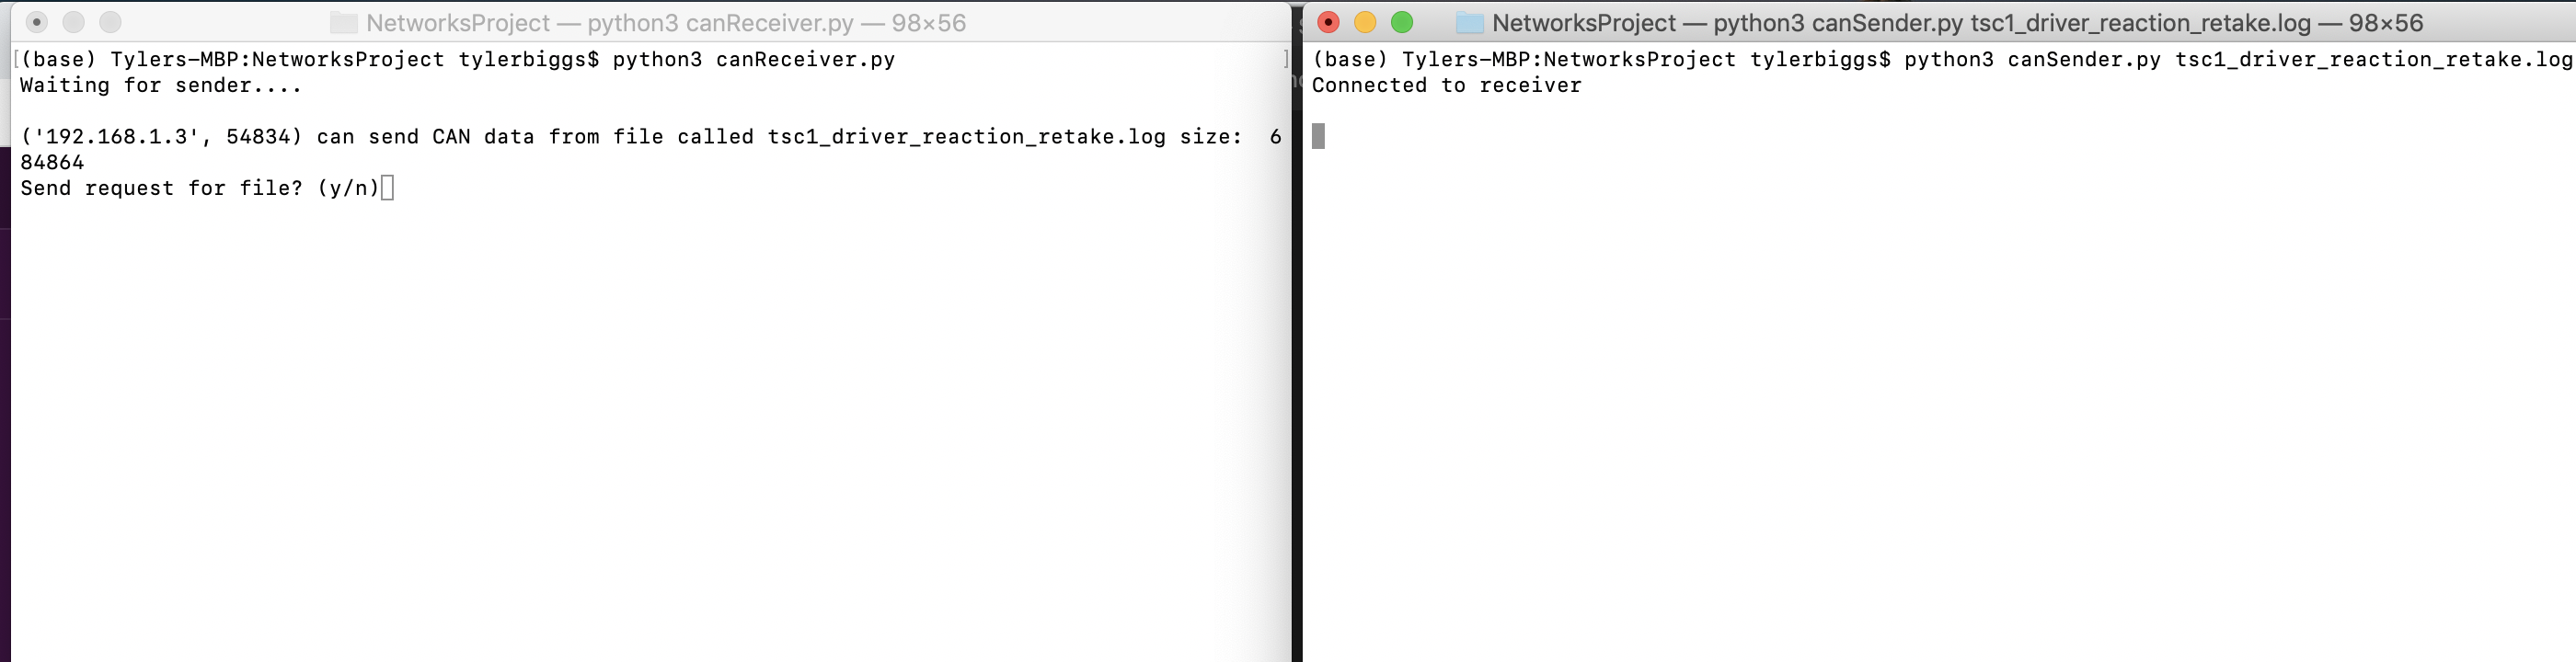 NetworksProject — python3 canReceiver.py — 98×56
[(base) Tylers-MBP:NetworksProject tylerbiggs$ python3 canReceiver.py ]
Waiting for sender....
('192.168.1.3', 54834) can send CAN data from file called tsc1_driver_reaction_retake.log size:  6
84864
Send request for file? (y/n)
NetworksProject — python3 canSender.py tsc1_driver_reaction_retake.log — 98×56
(base) Tylers-MBP:NetworksProject tylerbiggs$ python3 canSender.py tsc1_driver_reaction_retake.log
Connected to receiver